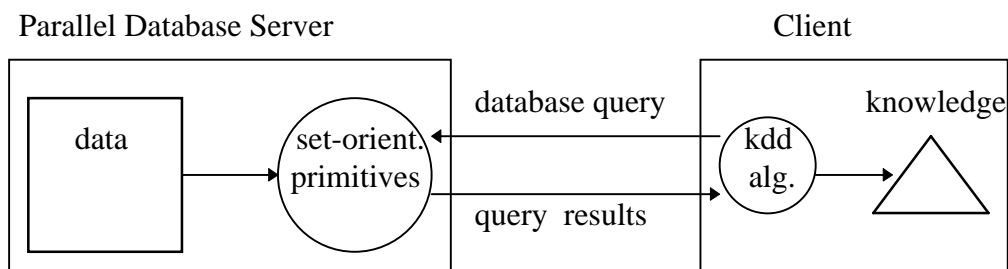 Parallel Database Server
Client
data
set-orient.
primitives
database query
query results
kdd
alg.
knowledge